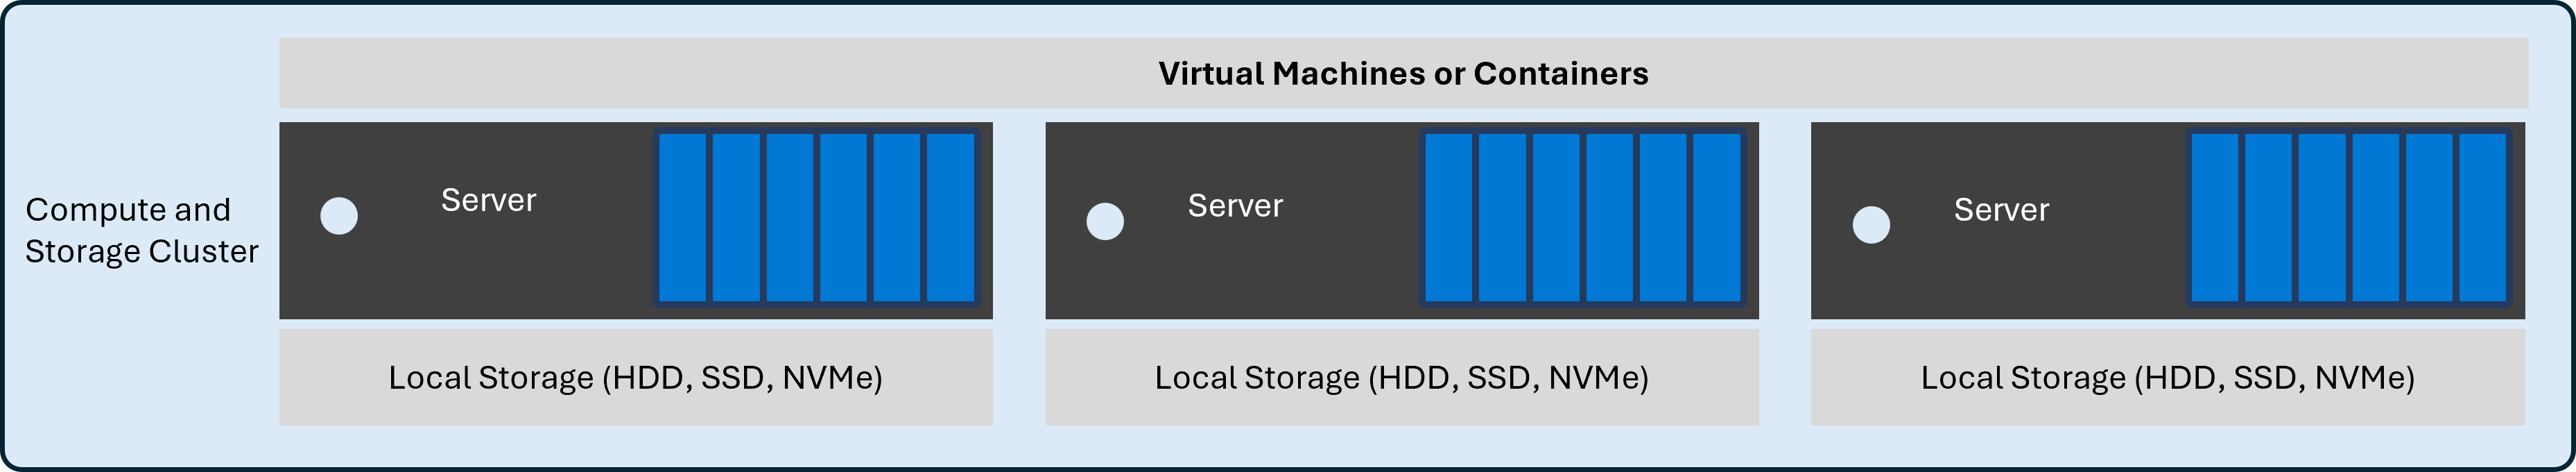 Virtual Machines or Containers
Compute and
Storage Cluster
Server
Server
Server
Local Storage (HDD, SSD, NVMe)
Local Storage (HDD, SSD, NVMe)
Local Storage (HDD, SSD, NVMe)